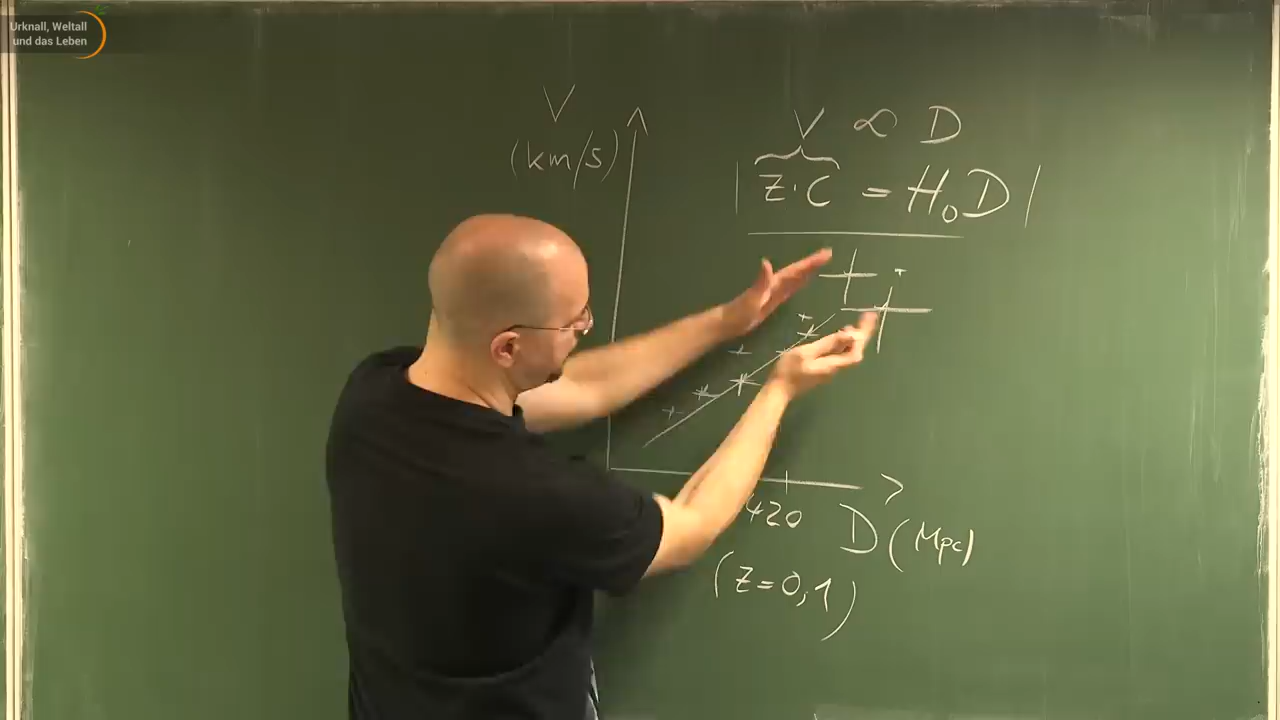 Urknall, Weltall
und das Leben
V
(km/s)
V ∝ D
|Z·C = H₀D|
420
D (Mpc)
(Z=0,1)